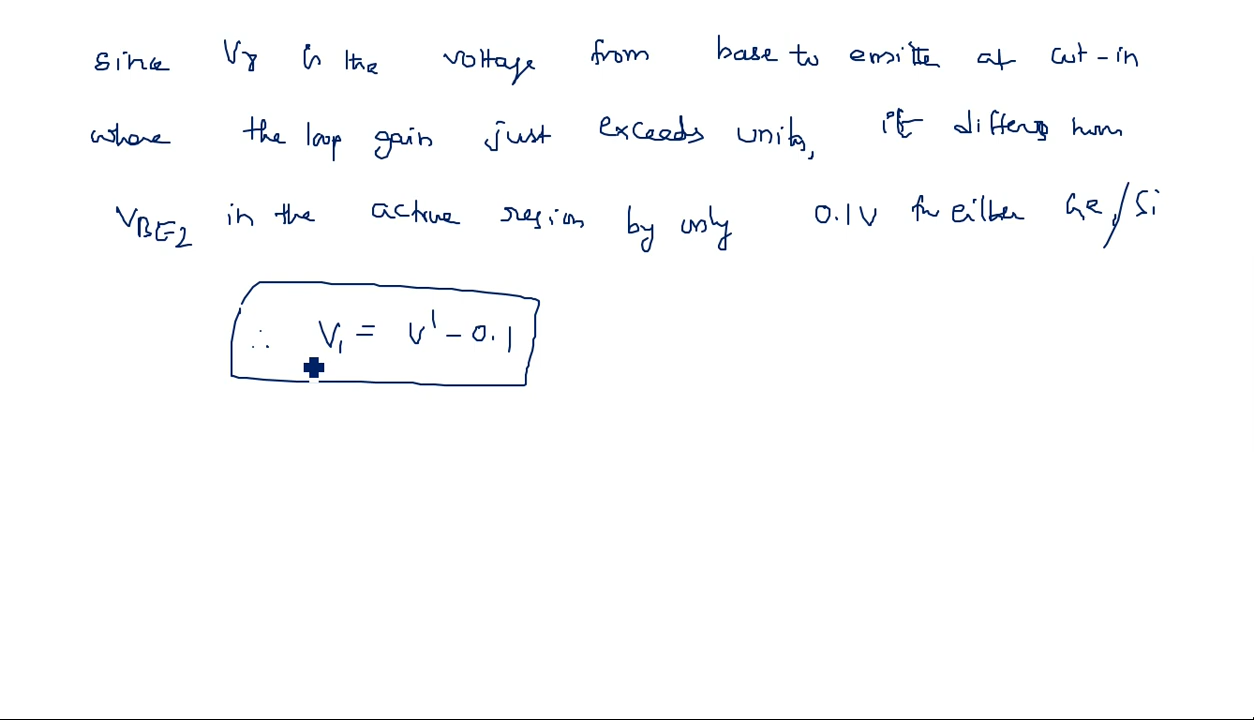 since Vγ is the voltage from base to emitte at cut-in
where the loop gain just exceeds unity, it differs from
VBE2 in the active region by only 0.1V for either Ge/Si
∴ V1 = V' - 0.1